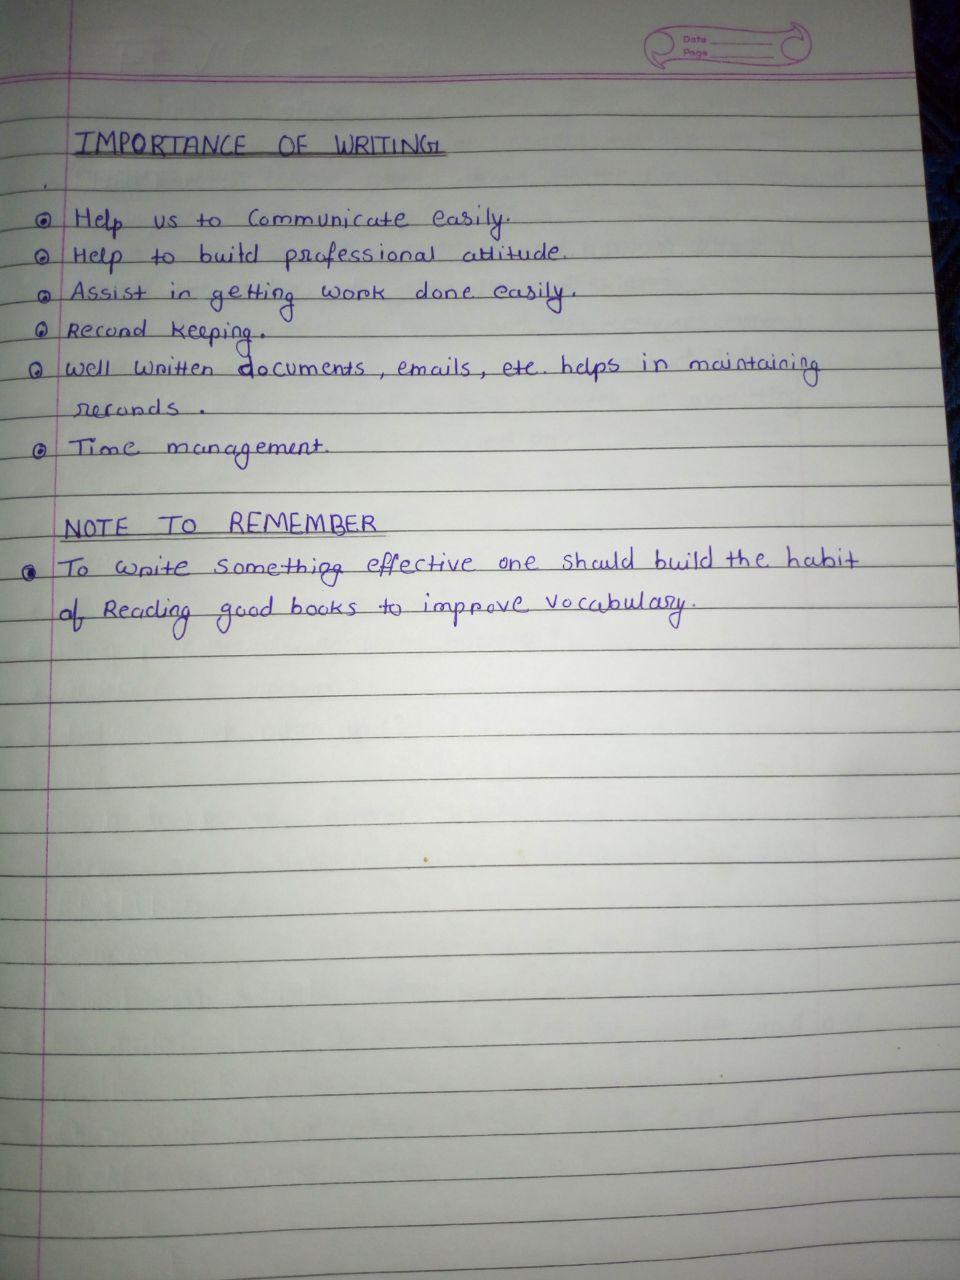 Date
Page
IMPORTANCE OF WRITING
Help us to Communicate easily.
Help to build professional attitude.
Assist in getting work done easily.
Record keeping.
Well written documents, emails, etc. helps in maintaining
records.
Time management.
NOTE TO REMEMBER
To write something effective one should build the habit
of Reading good books to improve vocabulary.